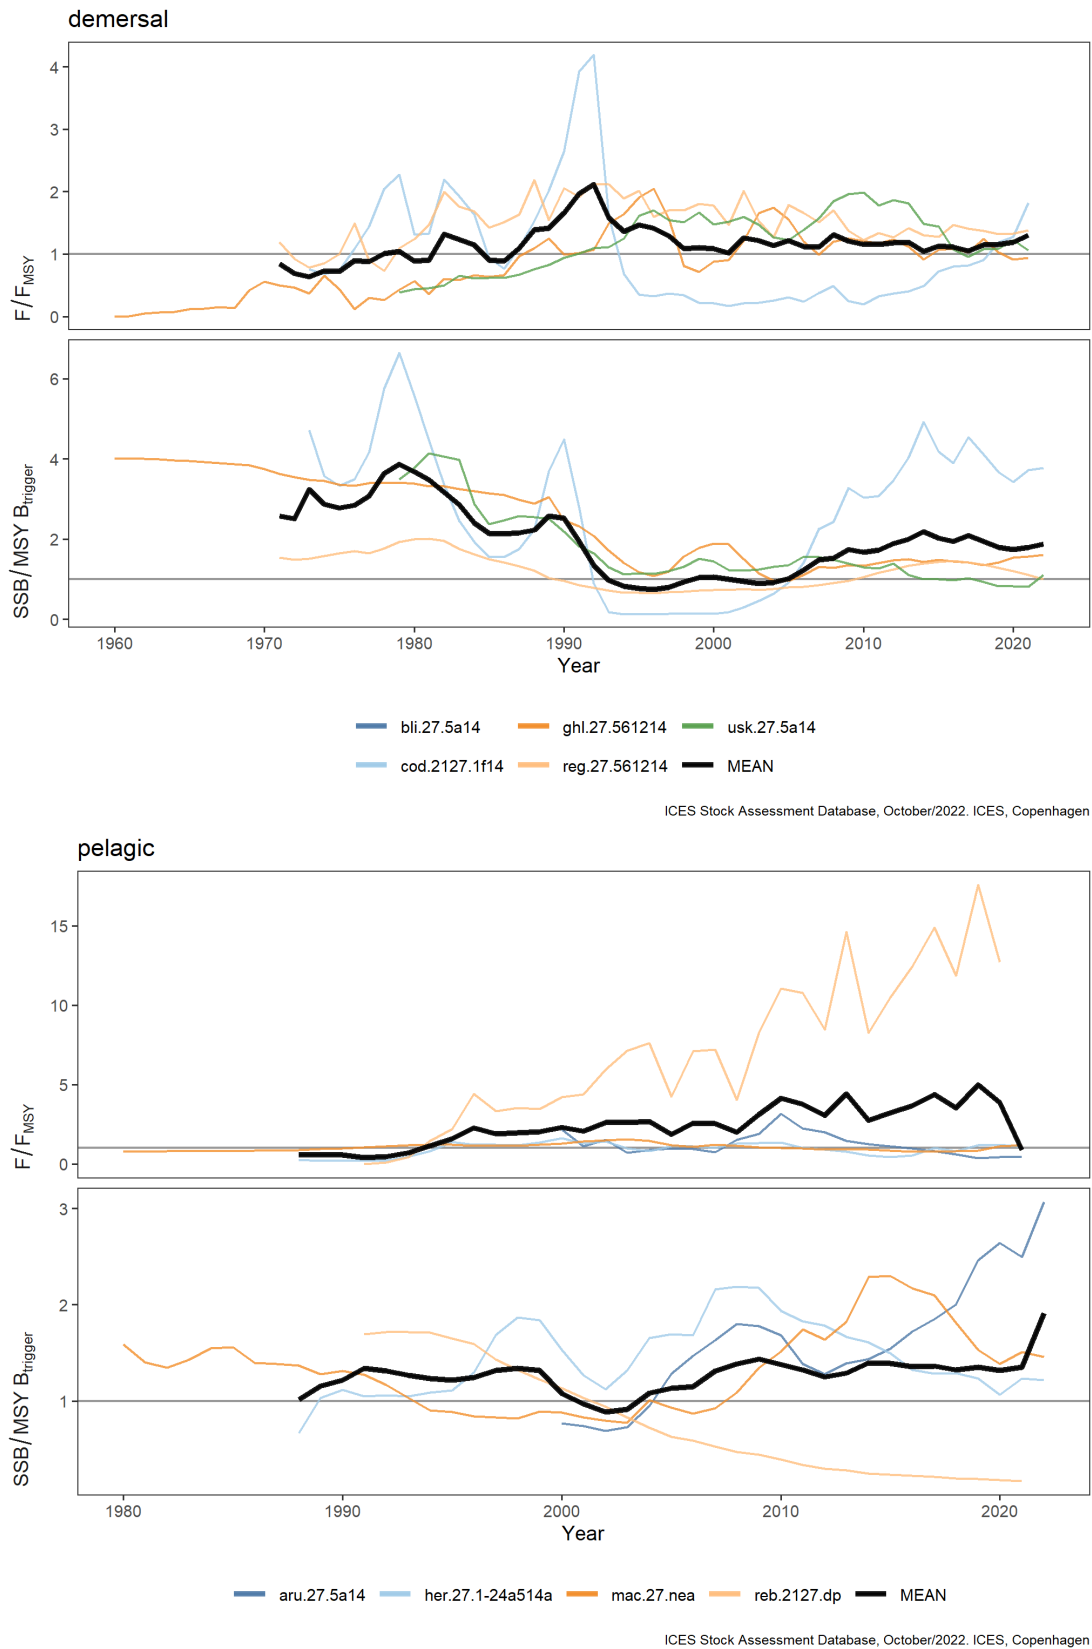 demersal
F/F_MSY
4
3
2
1
0
SSB/MSY B_trigger
6
4
2
0
1960 1970 1980 1990 2000 2010 2020
Year
bli.27.5a14 ghl.27.561214 usk.27.5a14
cod.2127.1f14 reg.27.561214 MEAN
ICES Stock Assessment Database, October/2022. ICES, Copenhagen
pelagic
F/F_MSY
15
10
5
0
SSB/MSY B_trigger
3
2
1
1980 1990 2000 2010 2020
Year
aru.27.5a14 her.27.1-24a514a mac.27.nea reb.2127.dp MEAN
ICES Stock Assessment Database, October/2022. ICES, Copenhagen